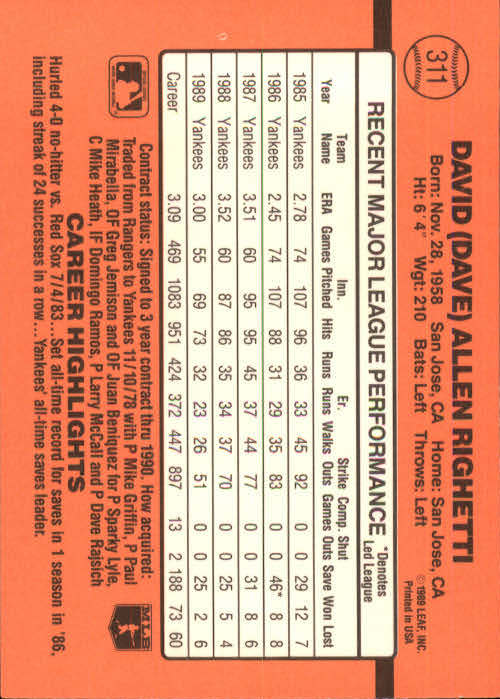 311
DAVID (DAVE) ALLEN RIGHETTI
Born: Nov. 28, 1958 San Jose, CA Home: San Jose, CA
Ht: 6' 4" Wgt: 210 Bats: Left Throws: Left
©1989 LEAF, INC.
Printed in USA
RECENT MAJOR LEAGUE PERFORMANCE
*Denotes
Led League
Team Inn. Er. Strike Comp. Shut
Year Name ERA Games Pitched Hits Runs Runs Walks Outs Games Outs Save Won Lost
1985 Yankees 2.78 74 107 96 36 33 45 92 0 0 29 12 7
1986 Yankees 2.45 74 107 88 31 29 35 83 0 0 46* 8 8
1987 Yankees 3.51 60 95 95 45 37 44 77 0 0 31 8 6
1988 Yankees 3.52 60 87 86 35 34 37 70 0 0 25 5 4
1989 Yankees 3.00 55 69 73 32 23 26 51 0 0 25 2 6
Career 3.09 469 1083 951 424 372 447 897 13 2 188 73 60
Contract status: Signed to 3 year contract thru 1990. How acquired:
Traded from Rangers to Yankees 11/10/78 with P Mike Griffin, P Paul
Mirabella, OF Greg Jemison and OF Juan Beniquez for P Sparky Lyle,
C Mike Heath, IF Domingo Ramos, P Larry McCall and P Dave Rajsich
MLB
CAREER HIGHLIGHTS
Hurled 4-0 no-hitter vs. Red Sox 7/4/83... Set all-time record for saves in 1 season in '86,
including streak of 24 successes in a row... Yankees' all-time saves leader.